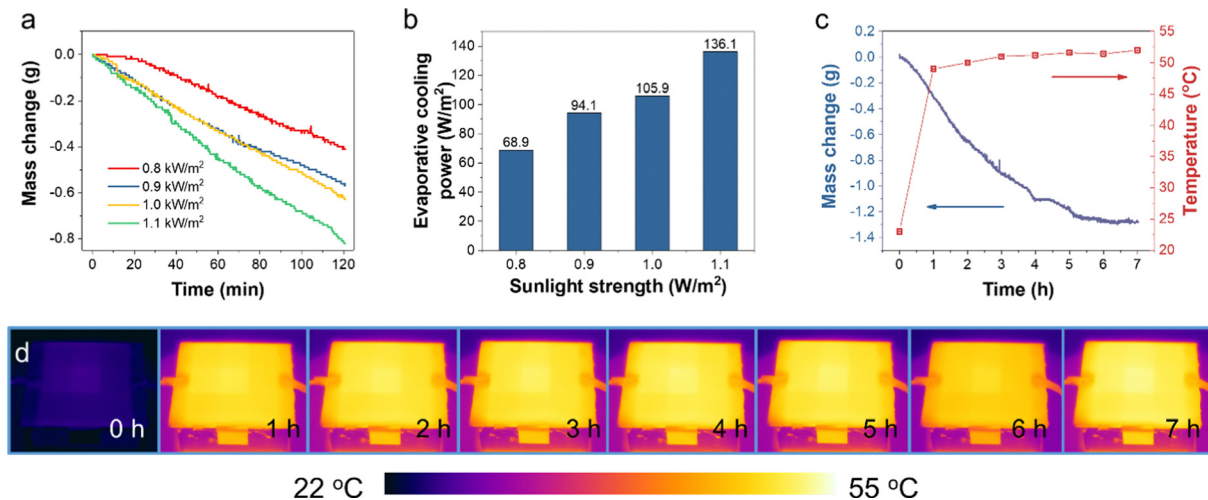 a
Mass change (g)
0.0
-0.2
-0.4
-0.6
-0.8
0.8 kW/m²
0.9 kW/m²
1.0 kW/m²
1.1 kW/m²
0 20 40 60 80 100 120
Time (min)
b
Evaporative cooling
power (W/m²)
140
120
100
80
60
40
20
0
68.9
94.1
105.9
136.1
0.8 0.9 1.0 1.1
Sunlight strength (W/m²)
c
Mass change (g)
0.2
0.0
-0.2
-0.4
-0.6
-0.8
-1.0
-1.2
-1.4
55
50
45
40
35
30
25
20
Temperature (°C)
0 1 2 3 4 5 6 7
Time (h)
d
0 h 1 h 2 h 3 h 4 h 5 h 6 h 7 h
22 °C 55 °C